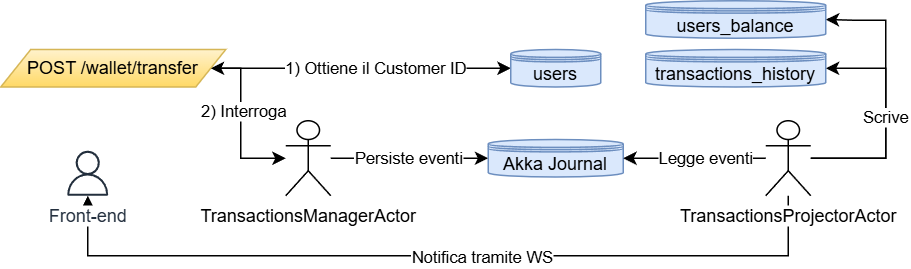 users_balance
POST /wallet/transfer
1) Ottiene il Customer ID
users
transactions_history
2) Interroga
Scrive
Persiste eventi
Akka Journal
Legge eventi
Front-end
TransactionsManagerActor
TransactionsProjectorActor
Notifica tramite WS